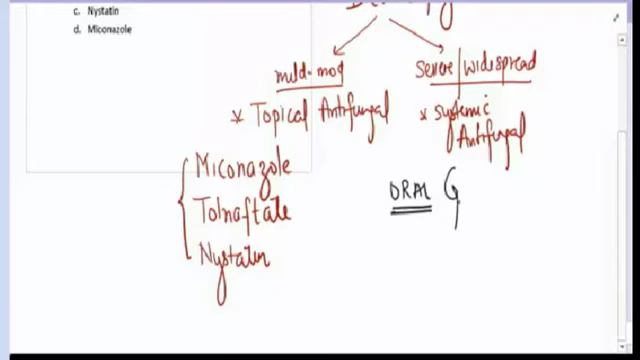 c. Nystatin
d. Miconazole
mild-mod
Severe/widespread
* Topical Antifungal
* Systemic Antifungal
Miconazole
Tolnaftate
Nystatin
ORAL G